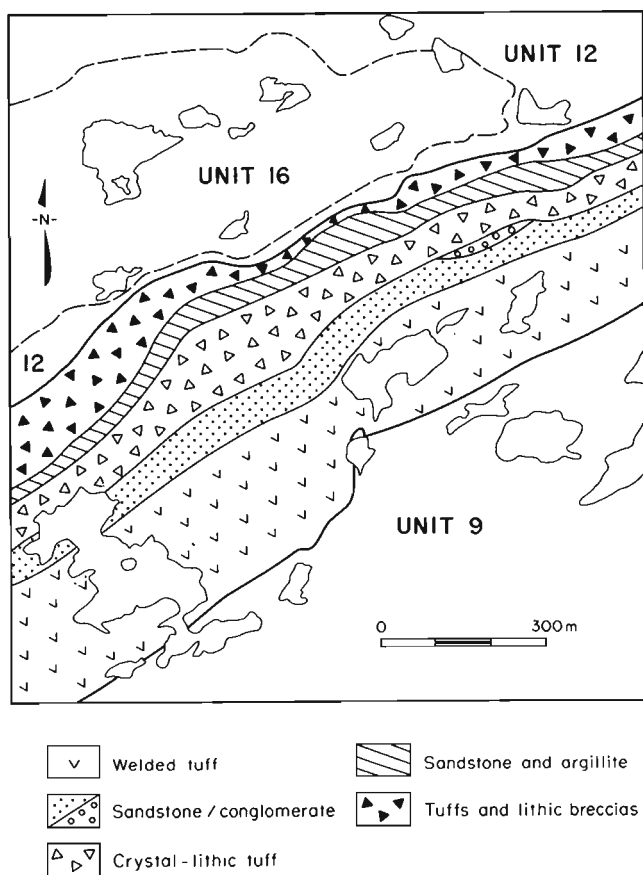 UNIT 12
UNIT 16
-N-
12
UNIT 9
0 300m
Welded tuff
Sandstone / conglomerate
Crystal-lithic tuff
Sandstone and argillite
Tuffs and lithic breccias